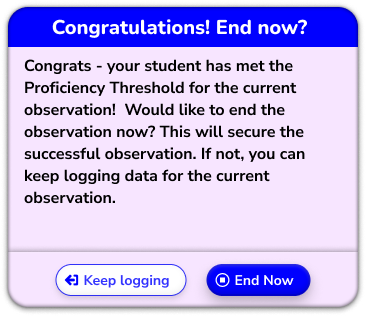 Congratulations! End now?
Congrats - your student has met the
Proficiency Threshold for the current
observation!  Would like to end the
observation now? This will secure the
successful observation. If not, you can
keep logging data for the current
observation.
Keep logging
End Now